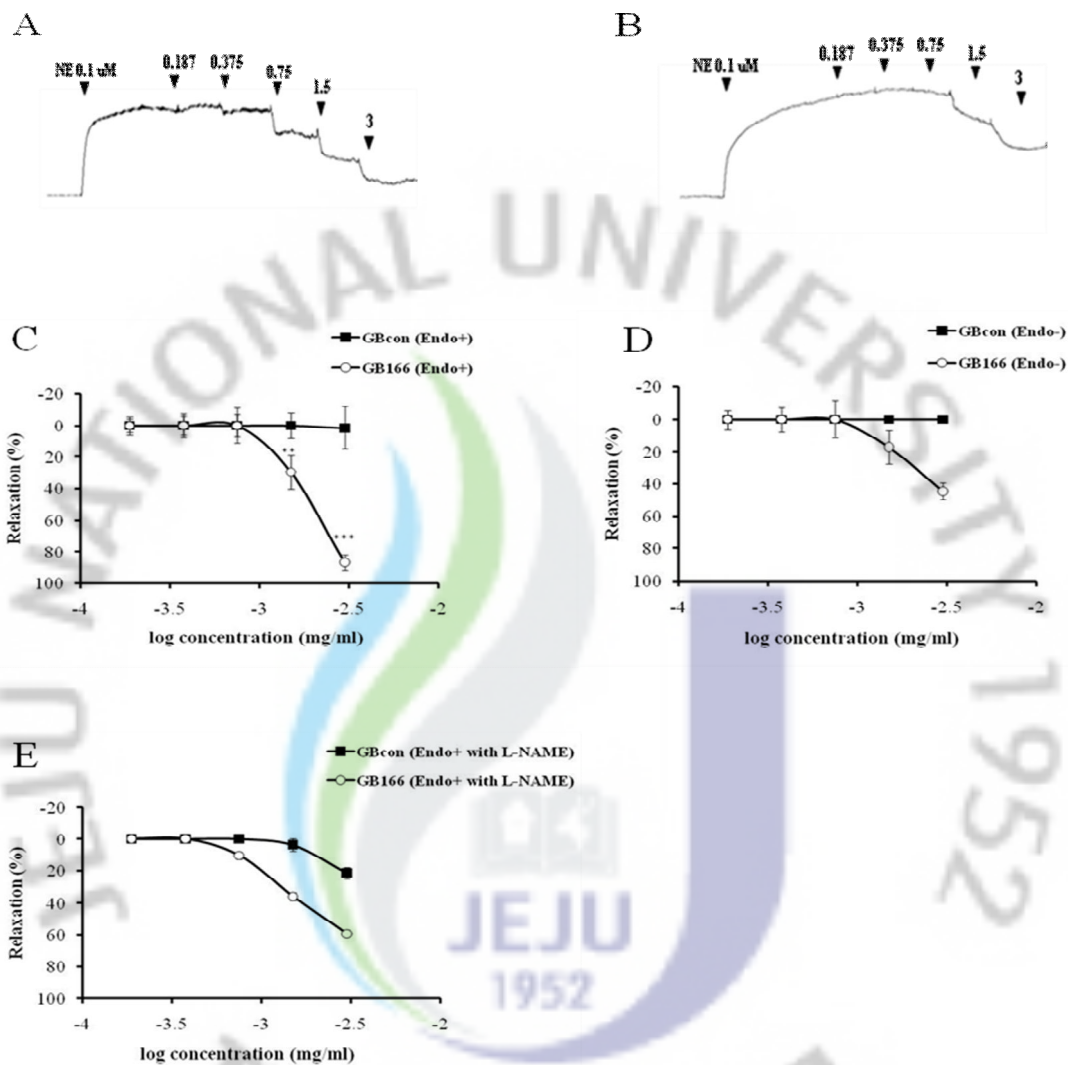 A
NE 0.1 uM
0.187
0.375
0.75
1.5
3
B
NE 0.1 uM
0.187
0.375
0.75
1.5
3
C
GBcon (Endo+)
GB166 (Endo+)
Relaxation (%)
-20
0
20
40
60
80
100
**
***
-4
-3.5
-3
-2.5
-2
log concentration (mg/ml)
D
GBcon (Endo-)
GB166 (Endo-)
Relaxation (%)
-20
0
20
40
60
80
100
-4
-3.5
-3
-2.5
-2
log concentration (mg/ml)
E
GBcon (Endo+ with L-NAME)
GB166 (Endo+ with L-NAME)
Relaxation (%)
-20
0
20
40
60
80
100
-4
-3.5
-3
-2.5
-2
log concentration (mg/ml)
JEJU NATIONAL UNIVERSITY 1952
JEJU
1952